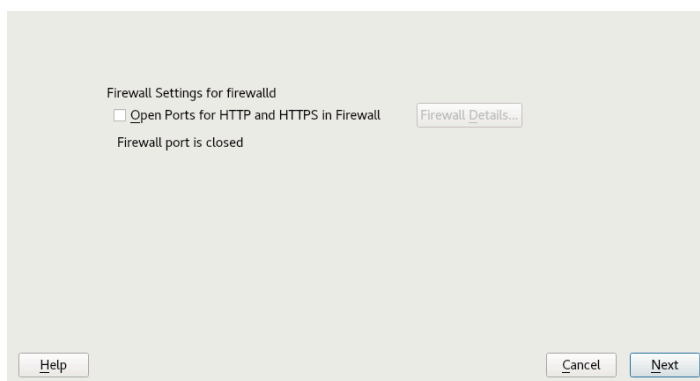 Firewall Settings for firewalld
Open Ports for HTTP and HTTPS in Firewall
Firewall Details...
Firewall port is closed
Help
Cancel
Next